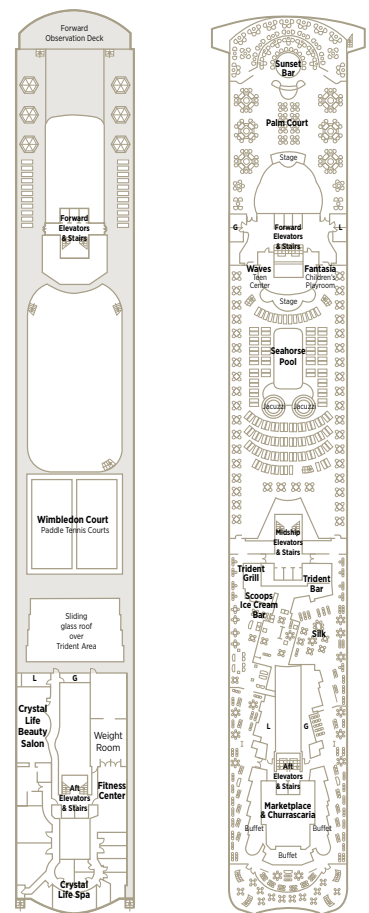 Forward
Observation Deck
Forward
Elevators
& Stairs
Wimbledon Court
Paddle Tennis Courts
Sliding
glass roof
over
Trident Area
L
G
Crystal
Life
Beauty
Salon
Weight
Room
Aft
Elevators
& Stairs
Fitness
Center
Crystal
Life Spa
Sunset
Bar
Palm Court
Stage
G
Forward
Elevators
& Stairs
L
Waves
Teen
Center
Fantasia
Children's
Playroom
Stage
Seahorse
Pool
Jacuzzi
Jacuzzi
Midship
Elevators
& Stairs
Trident
Grill
Trident
Bar
Scoops
Ice Cream
Bar
Silk
L
G
Aft
Elevators
& Stairs
Marketplace
& Churrascaria
Buffet
Buffet
Buffet